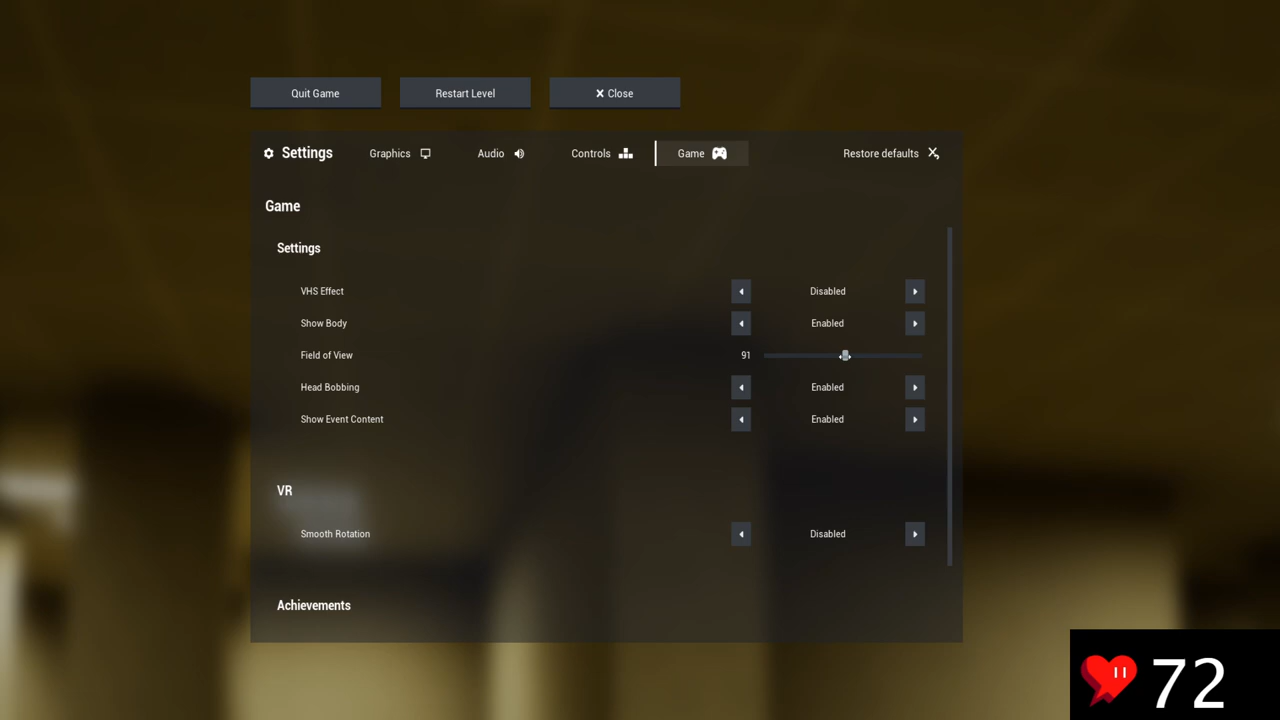 Quit Game Restart Level Close
Settings Graphics Audio Controls Game Restore defaults
Game
Settings
VHS Effect Disabled
Show Body Enabled
Field of View 91
Head Bobbing Enabled
Show Event Content Enabled
VR
Smooth Rotation Disabled
Achievements
72